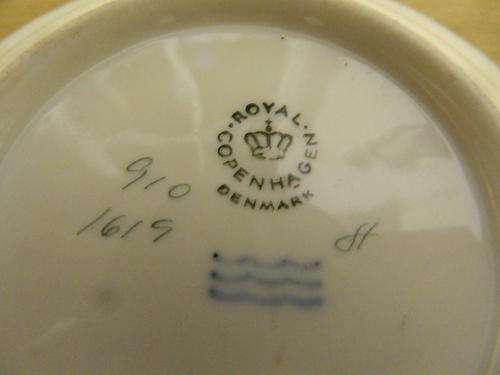 ROYAL
COPENHAGEN
DENMARK
910
1619